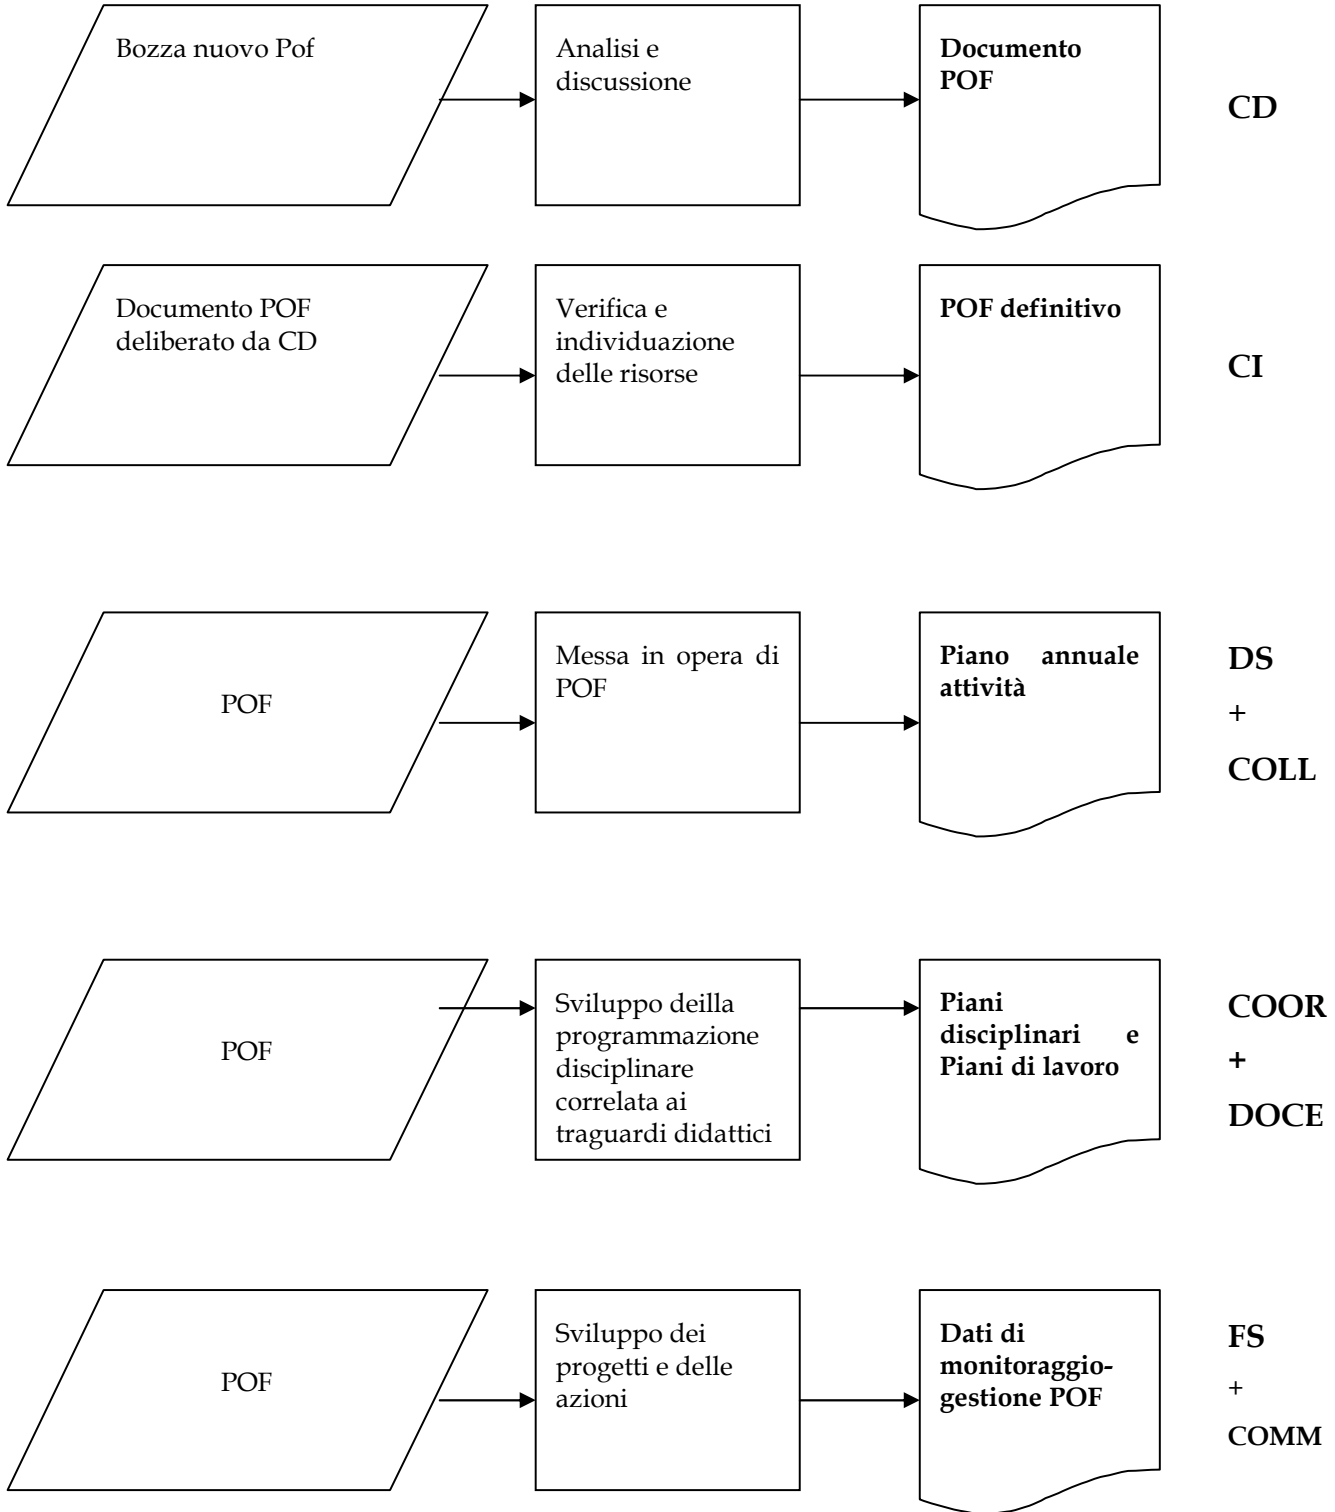 Bozza nuovo Pof
Analisi e
discussione
Documento
POF
CD
Documento POF
deliberato da CD
Verifica e
individuazione
delle risorse
POF definitivo
CI
POF
Messa in opera di
POF
Piano annuale
attività
DS
+
COLL
POF
Sviluppo deilla
programmazione
disciplinare
correlata ai
traguardi didattici
Piani
disciplinari e
Piani di lavoro
COOR
+
DOCE
POF
Sviluppo dei
progetti e delle
azioni
Dati di
monitoraggio-
gestione POF
FS
+
COMM